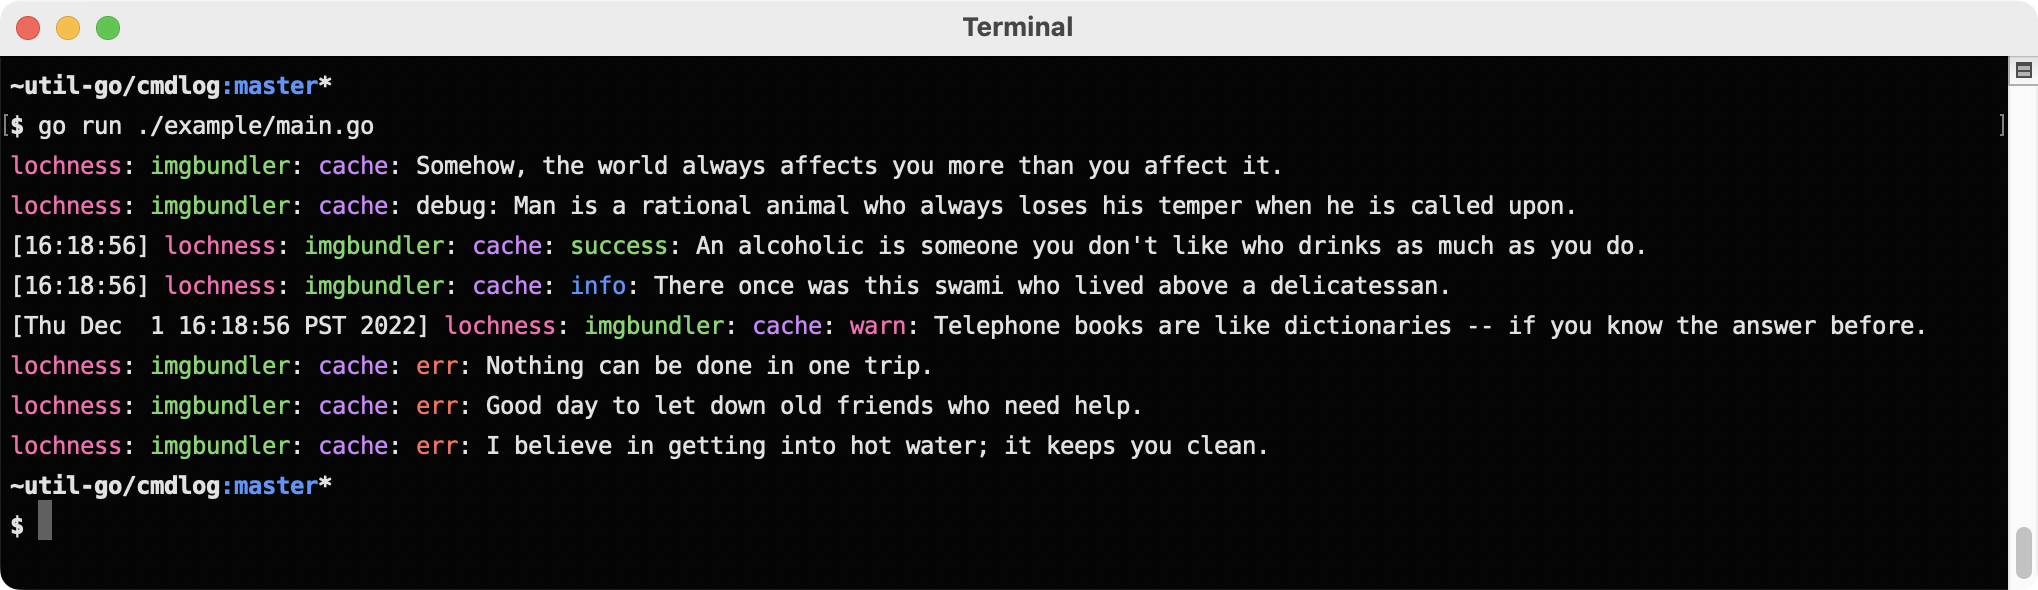 Terminal
~util-go/cmdlog:master*
[$ go run ./example/main.go ]
lochness: imgbundler: cache: Somehow, the world always affects you more than you affect it.
lochness: imgbundler: cache: debug: Man is a rational animal who always loses his temper when he is called upon.
[16:18:56] lochness: imgbundler: cache: success: An alcoholic is someone you don't like who drinks as much as you do.
[16:18:56] lochness: imgbundler: cache: info: There once was this swami who lived above a delicatessan.
[Thu Dec  1 16:18:56 PST 2022] lochness: imgbundler: cache: warn: Telephone books are like dictionaries -- if you know the answer before.
lochness: imgbundler: cache: err: Nothing can be done in one trip.
lochness: imgbundler: cache: err: Good day to let down old friends who need help.
lochness: imgbundler: cache: err: I believe in getting into hot water; it keeps you clean.
~util-go/cmdlog:master*
$